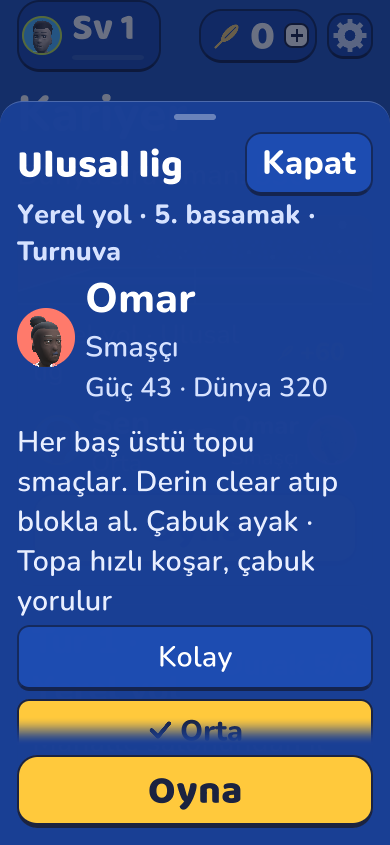 Sv 1
0
Kariyer
Ulusal lig
Kapat
Yerel yol · 5. basamak ·
Turnuva
Omar
Smaşçı
Güç 43 · Dünya 320
Her baş üstü topu
smaçlar. Derin clear atıp
blokla al. Çabuk ayak ·
Topa hızlı koşar, çabuk
yorulur
Kolay
Orta
Oyna